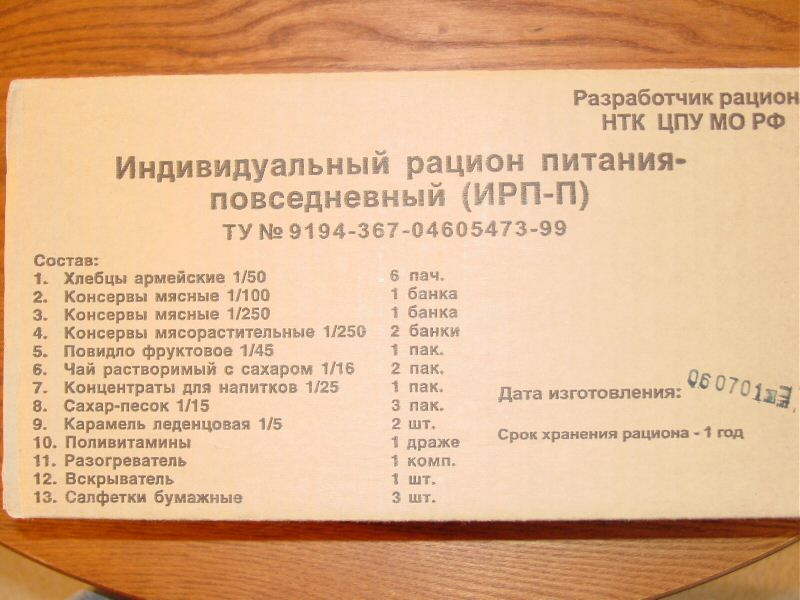 Разработчик рацион
НТК ЦПУ МО РФ
Индивидуальный рацион питания-
повседневный (ИРП-П)
ТУ № 9194-367-04605473-99
Состав:
1. Хлебцы армейские 1/50 6 пач.
2. Консервы мясные 1/100 1 банка
3. Консервы мясные 1/250 1 банка
4. Консервы мясорастительные 1/250 2 банки
5. Повидло фруктовое 1/45 1 пак.
6. Чай растворимый с сахаром 1/16 2 пак.
7. Концентраты для напитков 1/25 1 пак.
8. Сахар-песок 1/15 3 пак.
9. Карамель леденцовая 1/5 2 шт.
10. Поливитамины 1 драже
11. Разогреватель 1 комп.
12. Вскрыватель 1 шт.
13. Салфетки бумажные 3 шт.
Дата изготовления: 060701
Срок хранения рациона - 1 год